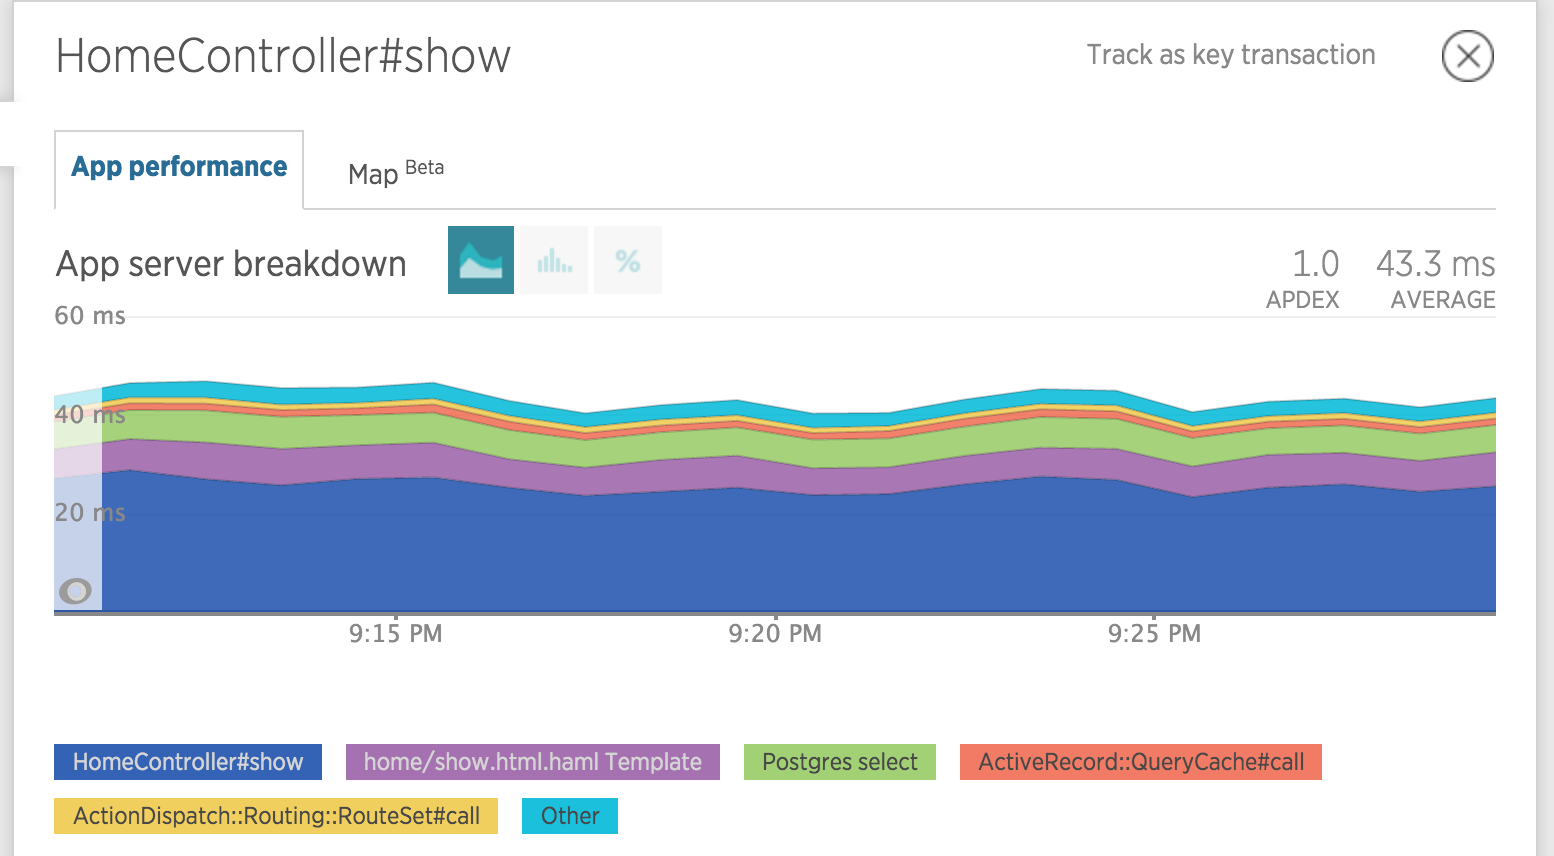 HomeController#show
Track as key transaction
App performance
Map Beta
App server breakdown
%
1.0
43.3 ms
APDEX
AVERAGE
60 ms
40 ms
20 ms
9:15 PM
9:20 PM
9:25 PM
HomeController#show
home/show.html.haml Template
Postgres select
ActiveRecord::QueryCache#call
ActionDispatch::Routing::RouteSet#call
Other